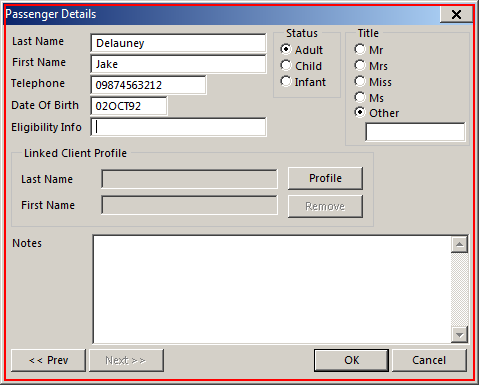 Passenger Details
Last Name Delauney
First Name Jake
Telephone 09874563212
Date Of Birth 02OCT92
Eligibility Info
Status
Adult
Child
Infant
Title
Mr
Mrs
Miss
Ms
Other
Linked Client Profile
Last Name Profile
First Name Remove
Notes
<< Prev Next >> OK Cancel